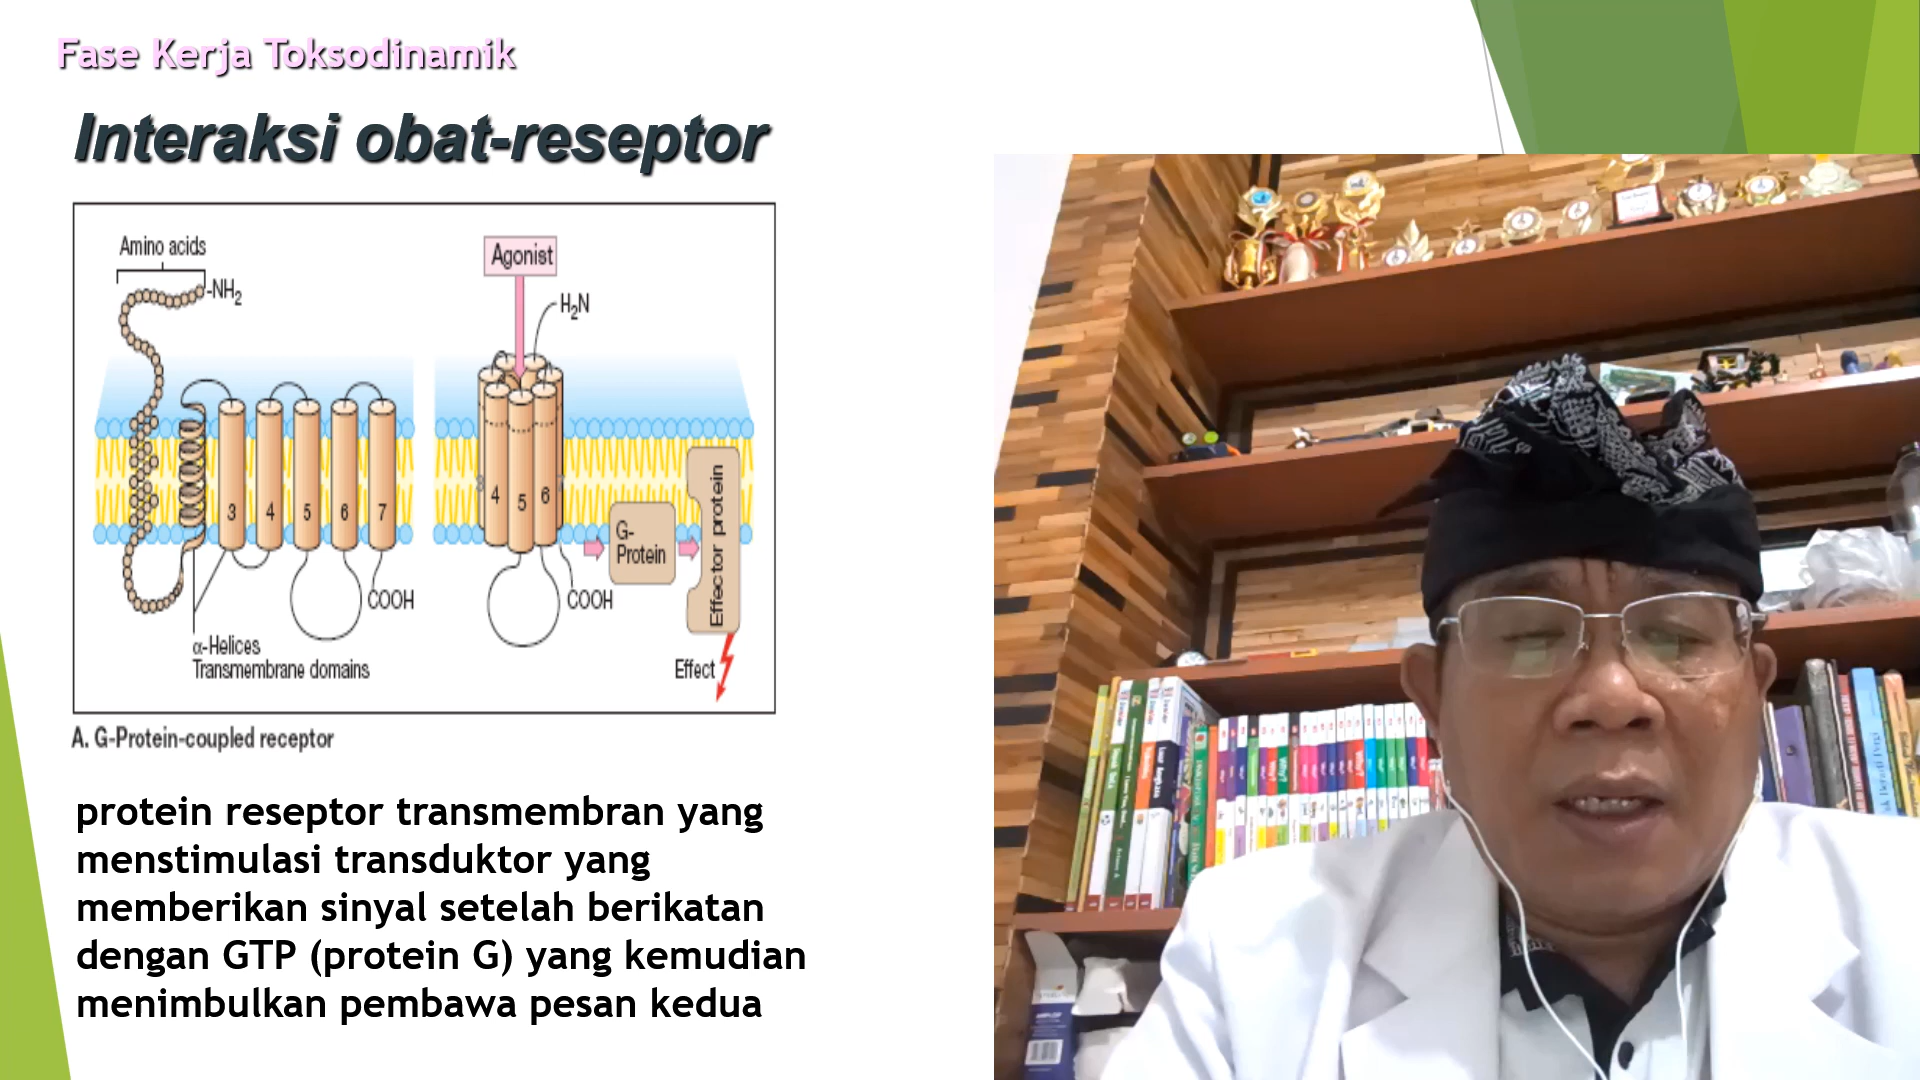 Fase Kerja Toksodinamik
Interaksi obat-reseptor
Amino acids
-NH2
Agonist
H2N
3 4 5 6 7
4 5 6
G-
Protein
Effector protein
COOH
COOH
α-Helices
Transmembrane domains
Effect
A. G-Protein-coupled receptor
protein reseptor transmembran yang
menstimulasi transduktor yang
memberikan sinyal setelah berikatan
dengan GTP (protein G) yang kemudian
menimbulkan pembawa pesan kedua
Why?
Why?